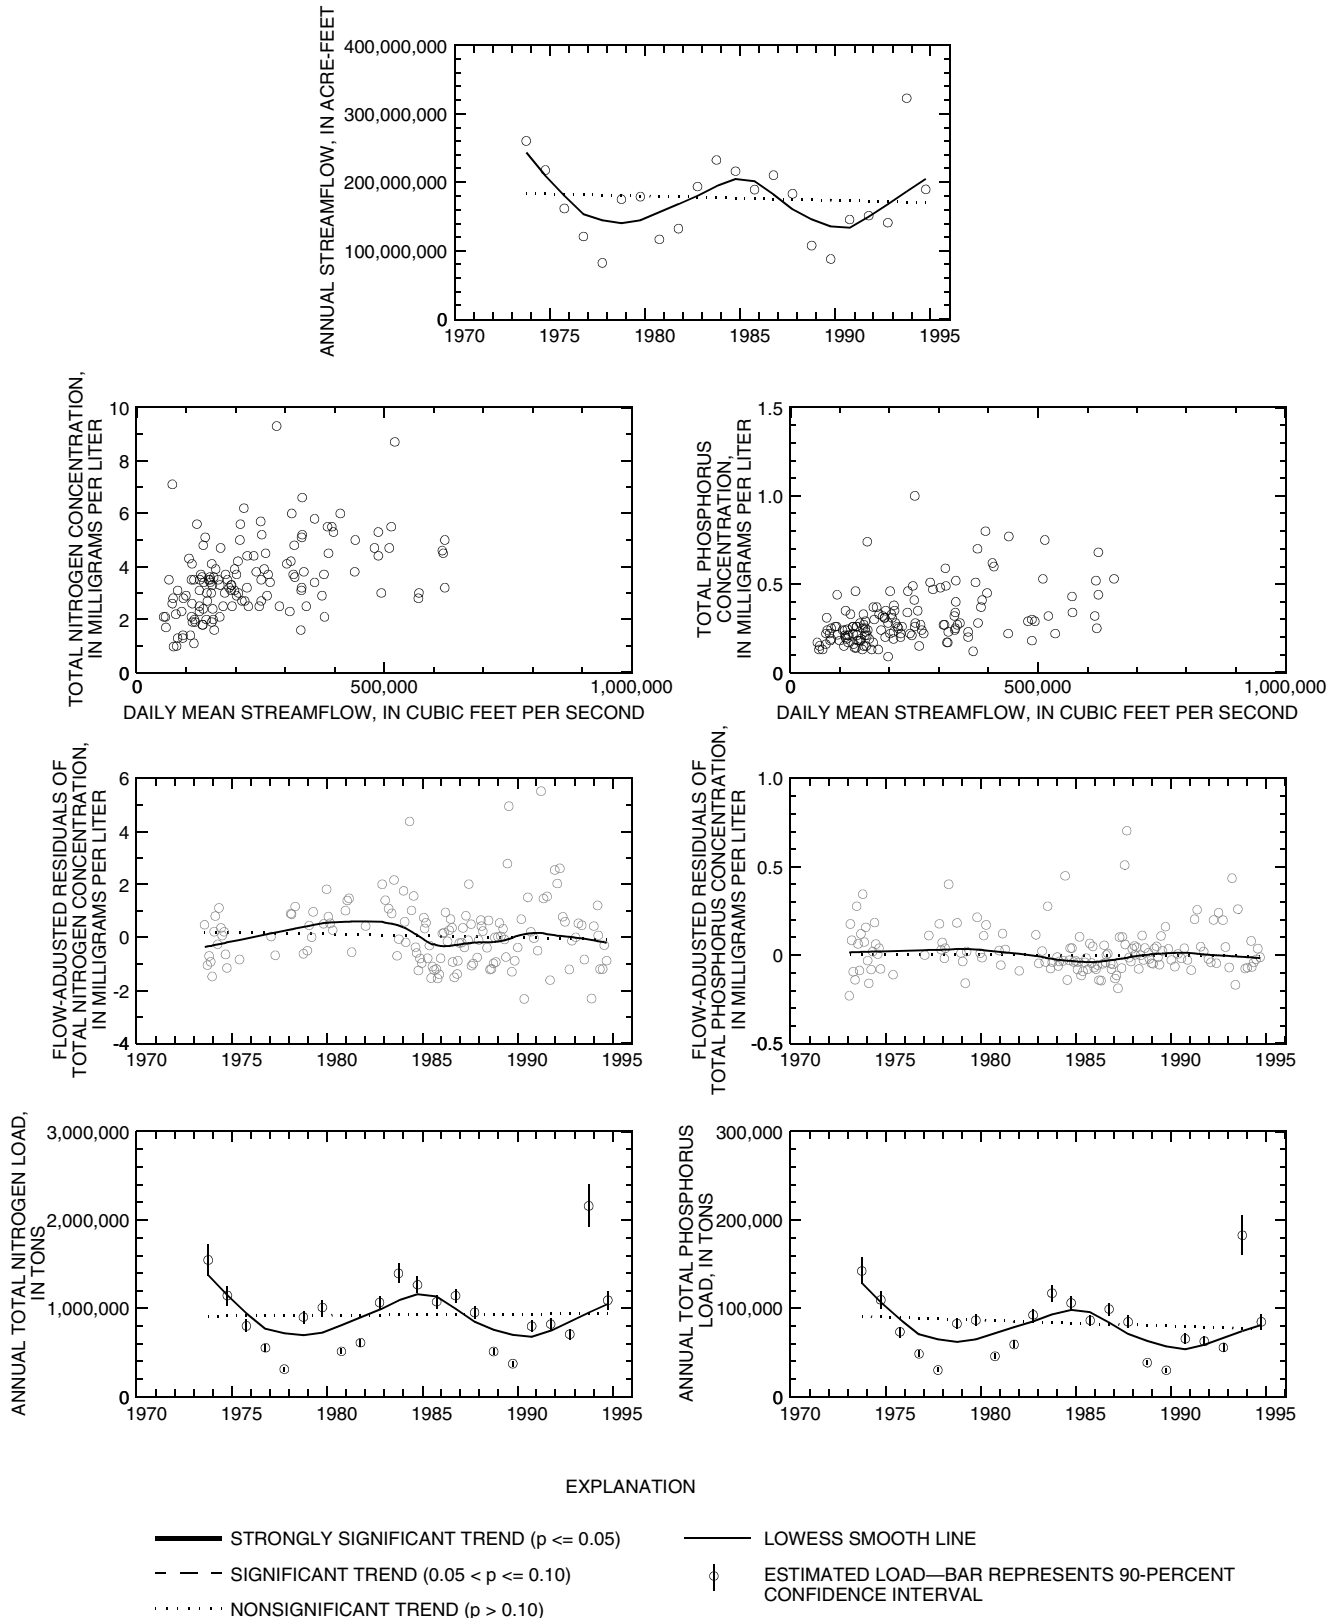 ANNUAL STREAMFLOW, IN ACRE-FEET
400,000,000
300,000,000
200,000,000
100,000,000
0
1970
1975
1980
1985
1990
1995
TOTAL NITROGEN CONCENTRATION,
IN MILLIGRAMS PER LITER
10
8
6
4
2
0
0
500,000
1,000,000
DAILY MEAN STREAMFLOW, IN CUBIC FEET PER SECOND
TOTAL PHOSPHORUS
CONCENTRATION,
IN MILLIGRAMS PER LITER
1.5
1.0
0.5
0
0
500,000
1,000,000
DAILY MEAN STREAMFLOW, IN CUBIC FEET PER SECOND
FLOW-ADJUSTED RESIDUALS OF
TOTAL NITROGEN CONCENTRATION,
IN MILLIGRAMS PER LITER
6
4
2
0
-2
-4
1970
1975
1980
1985
1990
1995
FLOW-ADJUSTED RESIDUALS OF
TOTAL PHOSPHORUS CONCENTRATION,
IN MILLIGRAMS PER LITER
1.0
0.5
0
-0.5
1970
1975
1980
1985
1990
1995
ANNUAL TOTAL NITROGEN LOAD,
IN TONS
3,000,000
2,000,000
1,000,000
0
1970
1975
1980
1985
1990
1995
ANNUAL TOTAL PHOSPHORUS
LOAD, IN TONS
300,000
200,000
100,000
0
1970
1975
1980
1985
1990
1995
EXPLANATION
STRONGLY SIGNIFICANT TREND (p <= 0.05)
SIGNIFICANT TREND (0.05 < p <= 0.10)
NONSIGNIFICANT TREND (p > 0.10)
LOWESS SMOOTH LINE
ESTIMATED LOAD—BAR REPRESENTS 90-PERCENT
CONFIDENCE INTERVAL